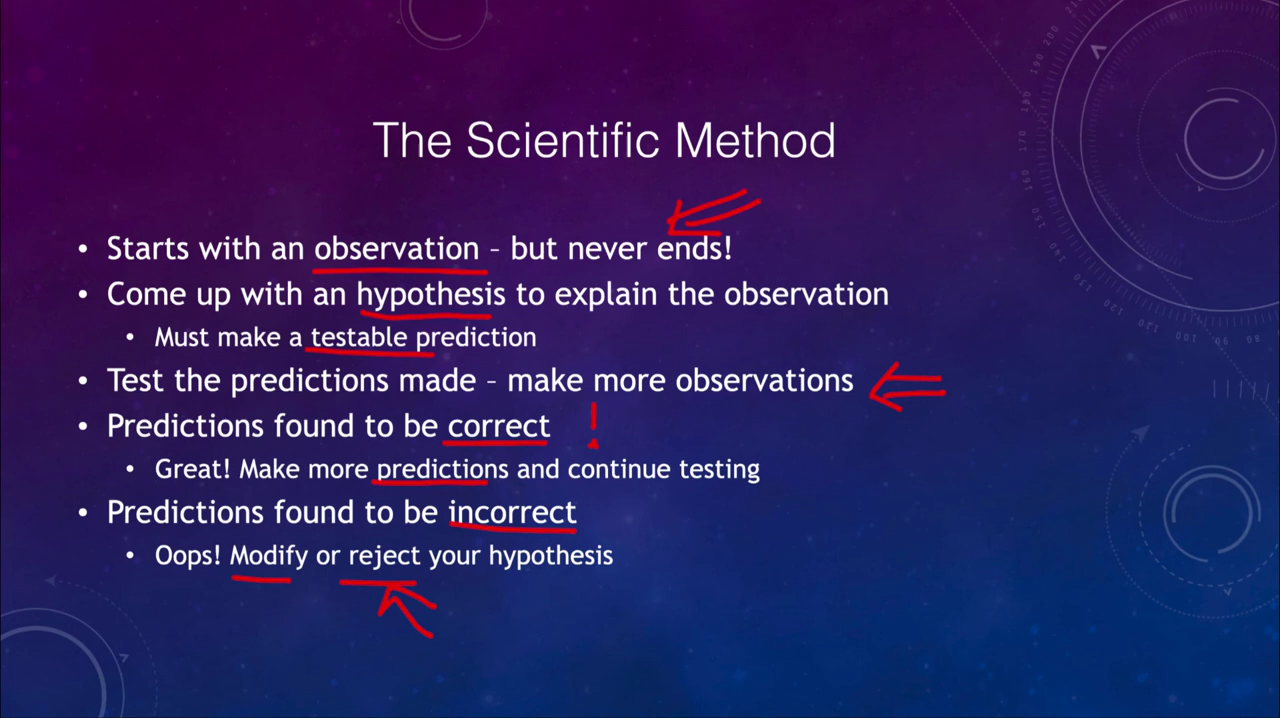 The Scientific Method
• Starts with an observation – but never ends!
• Come up with an hypothesis to explain the observation
• Must make a testable prediction
• Test the predictions made – make more observations
• Predictions found to be correct !
• Great! Make more predictions and continue testing
• Predictions found to be incorrect
• Oops! Modify or reject your hypothesis